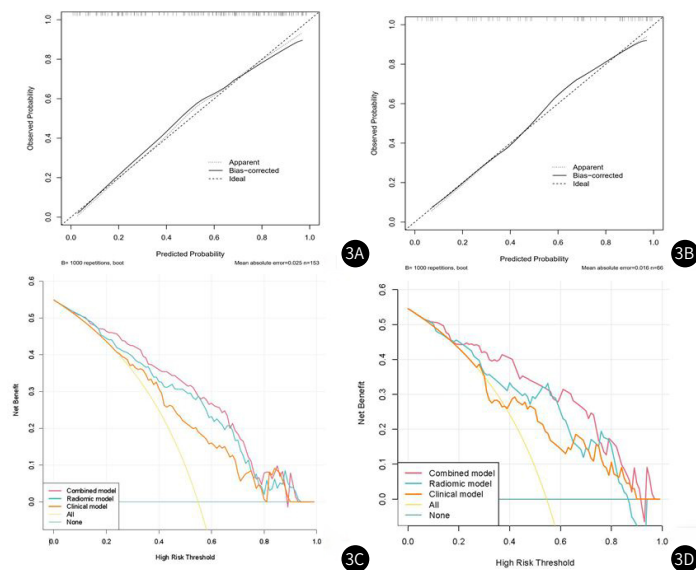 1.0
0.8
0.6
0.4
0.2
0.0
Observed Probability
Apparent
Bias-corrected
Ideal
0.0 0.2 0.4 0.6 0.8 1.0
Predicted Probability
B= 1000 repetitions, boot
Mean absolute error=0.025 n=153
3A
1.0
0.8
0.6
0.4
0.2
0.0
Observed Probability
Apparent
Bias-corrected
Ideal
0.0 0.2 0.4 0.6 0.8 1.0
Predicted Probability
B= 1000 repetitions, boot
Mean absolute error=0.016 n=66
3B
0.6
0.5
0.4
0.3
0.2
0.1
0.0
Net Benefit
Combined model
Radiomic model
Clinical model
All
None
0.0 0.2 0.4 0.6 0.8 1.0
High Risk Threshold
3C
0.6
0.5
0.4
0.3
0.2
0.1
0.0
Net Benefit
Combined model
Radiomic model
Clinical model
All
None
0.0 0.2 0.4 0.6 0.8 1.0
High Risk Threshold
3D